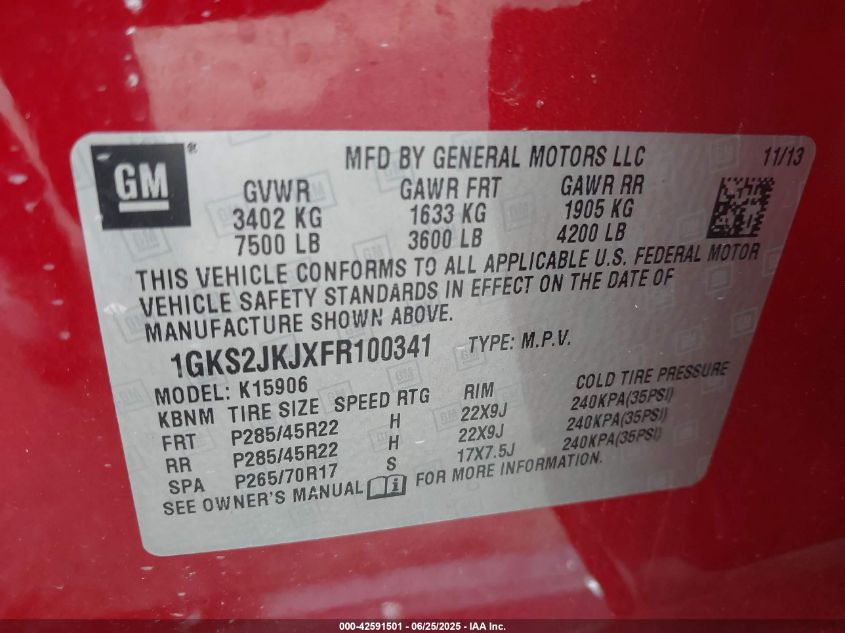 GM ®
MFD BY GENERAL MOTORS LLC 11/13
GVWR GAWR FRT GAWR RR
3402 KG 1633 KG 1905 KG
7500 LB 3600 LB 4200 LB
THIS VEHICLE CONFORMS TO ALL APPLICABLE U.S. FEDERAL MOTOR
VEHICLE SAFETY STANDARDS IN EFFECT ON THE DATE OF
MANUFACTURE SHOWN ABOVE.
1GKS2JKJXFR100341 TYPE: M.P.V.
MODEL: K15906
KBNM TIRE SIZE SPEED RTG RIM COLD TIRE PRESSURE
FRT P285/45R22 H 22X9J 240KPA(35PSI)
RR P285/45R22 H 22X9J 240KPA(35PSI)
SPA P265/70R17 S 17X7.5J 240KPA(35PSI)
SEE OWNER'S MANUAL i FOR MORE INFORMATION.
000-42591501 | 06/25/2025 - IAA Inc.